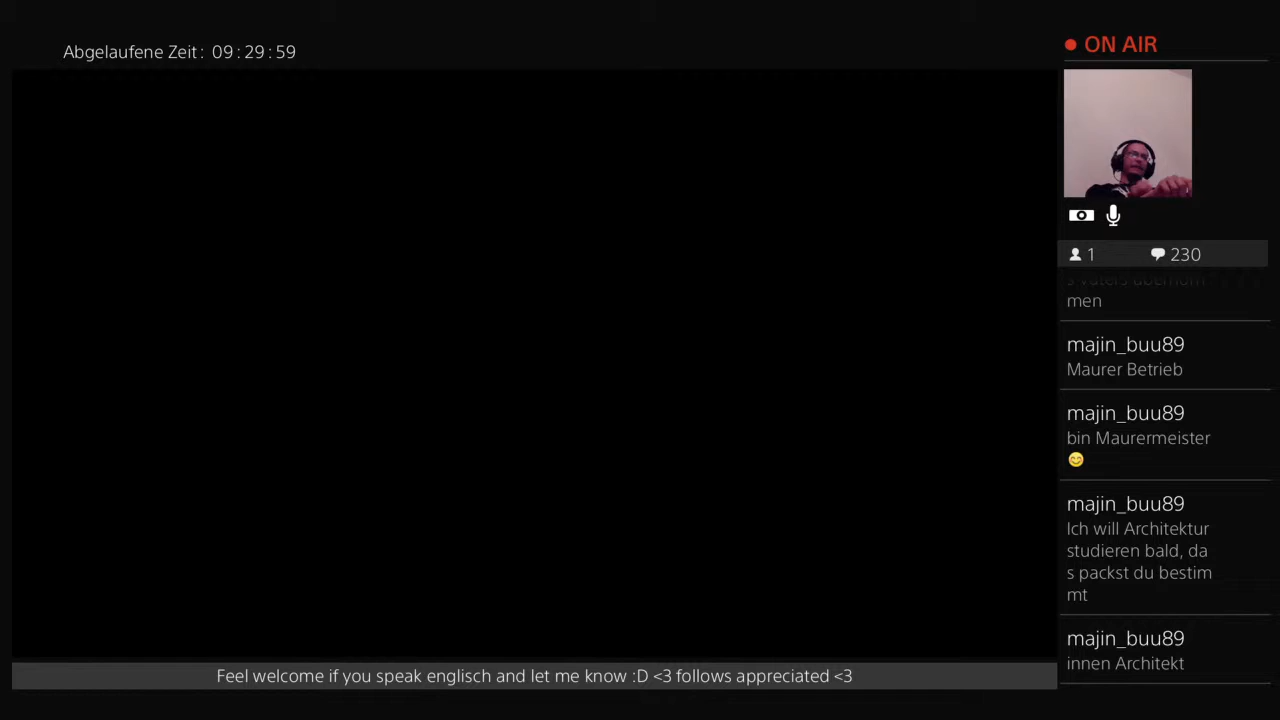 Abgelaufene Zeit: 09:29:59
ON AIR
1 230
men
majin_buu89
Maurer Betrieb
majin_buu89
bin Maurermeister
😊
majin_buu89
Ich will Architektur
studieren bald, da
s packst du bestim
mt
majin_buu89
innen Architekt
Feel welcome if you speak englisch and let me know :D <3 follows appreciated <3